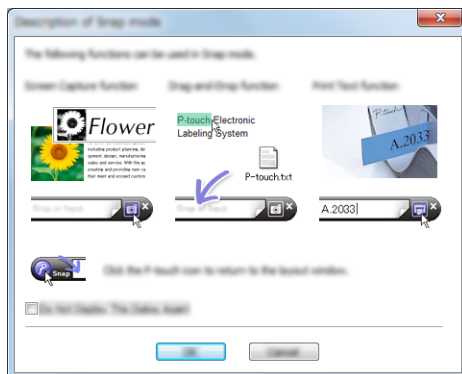 Description of Snap mode
The following functions can be used in Snap mode.
Screen Capture function
Drag and Drop function
Print Text function
Flower
P-touch Electronic
Labeling System
P-touch.txt
A.2033
A.2033
Snap
Click the P-touch icon to return to the layout window.
Do Not Display This Dialog Again
OK
Cancel